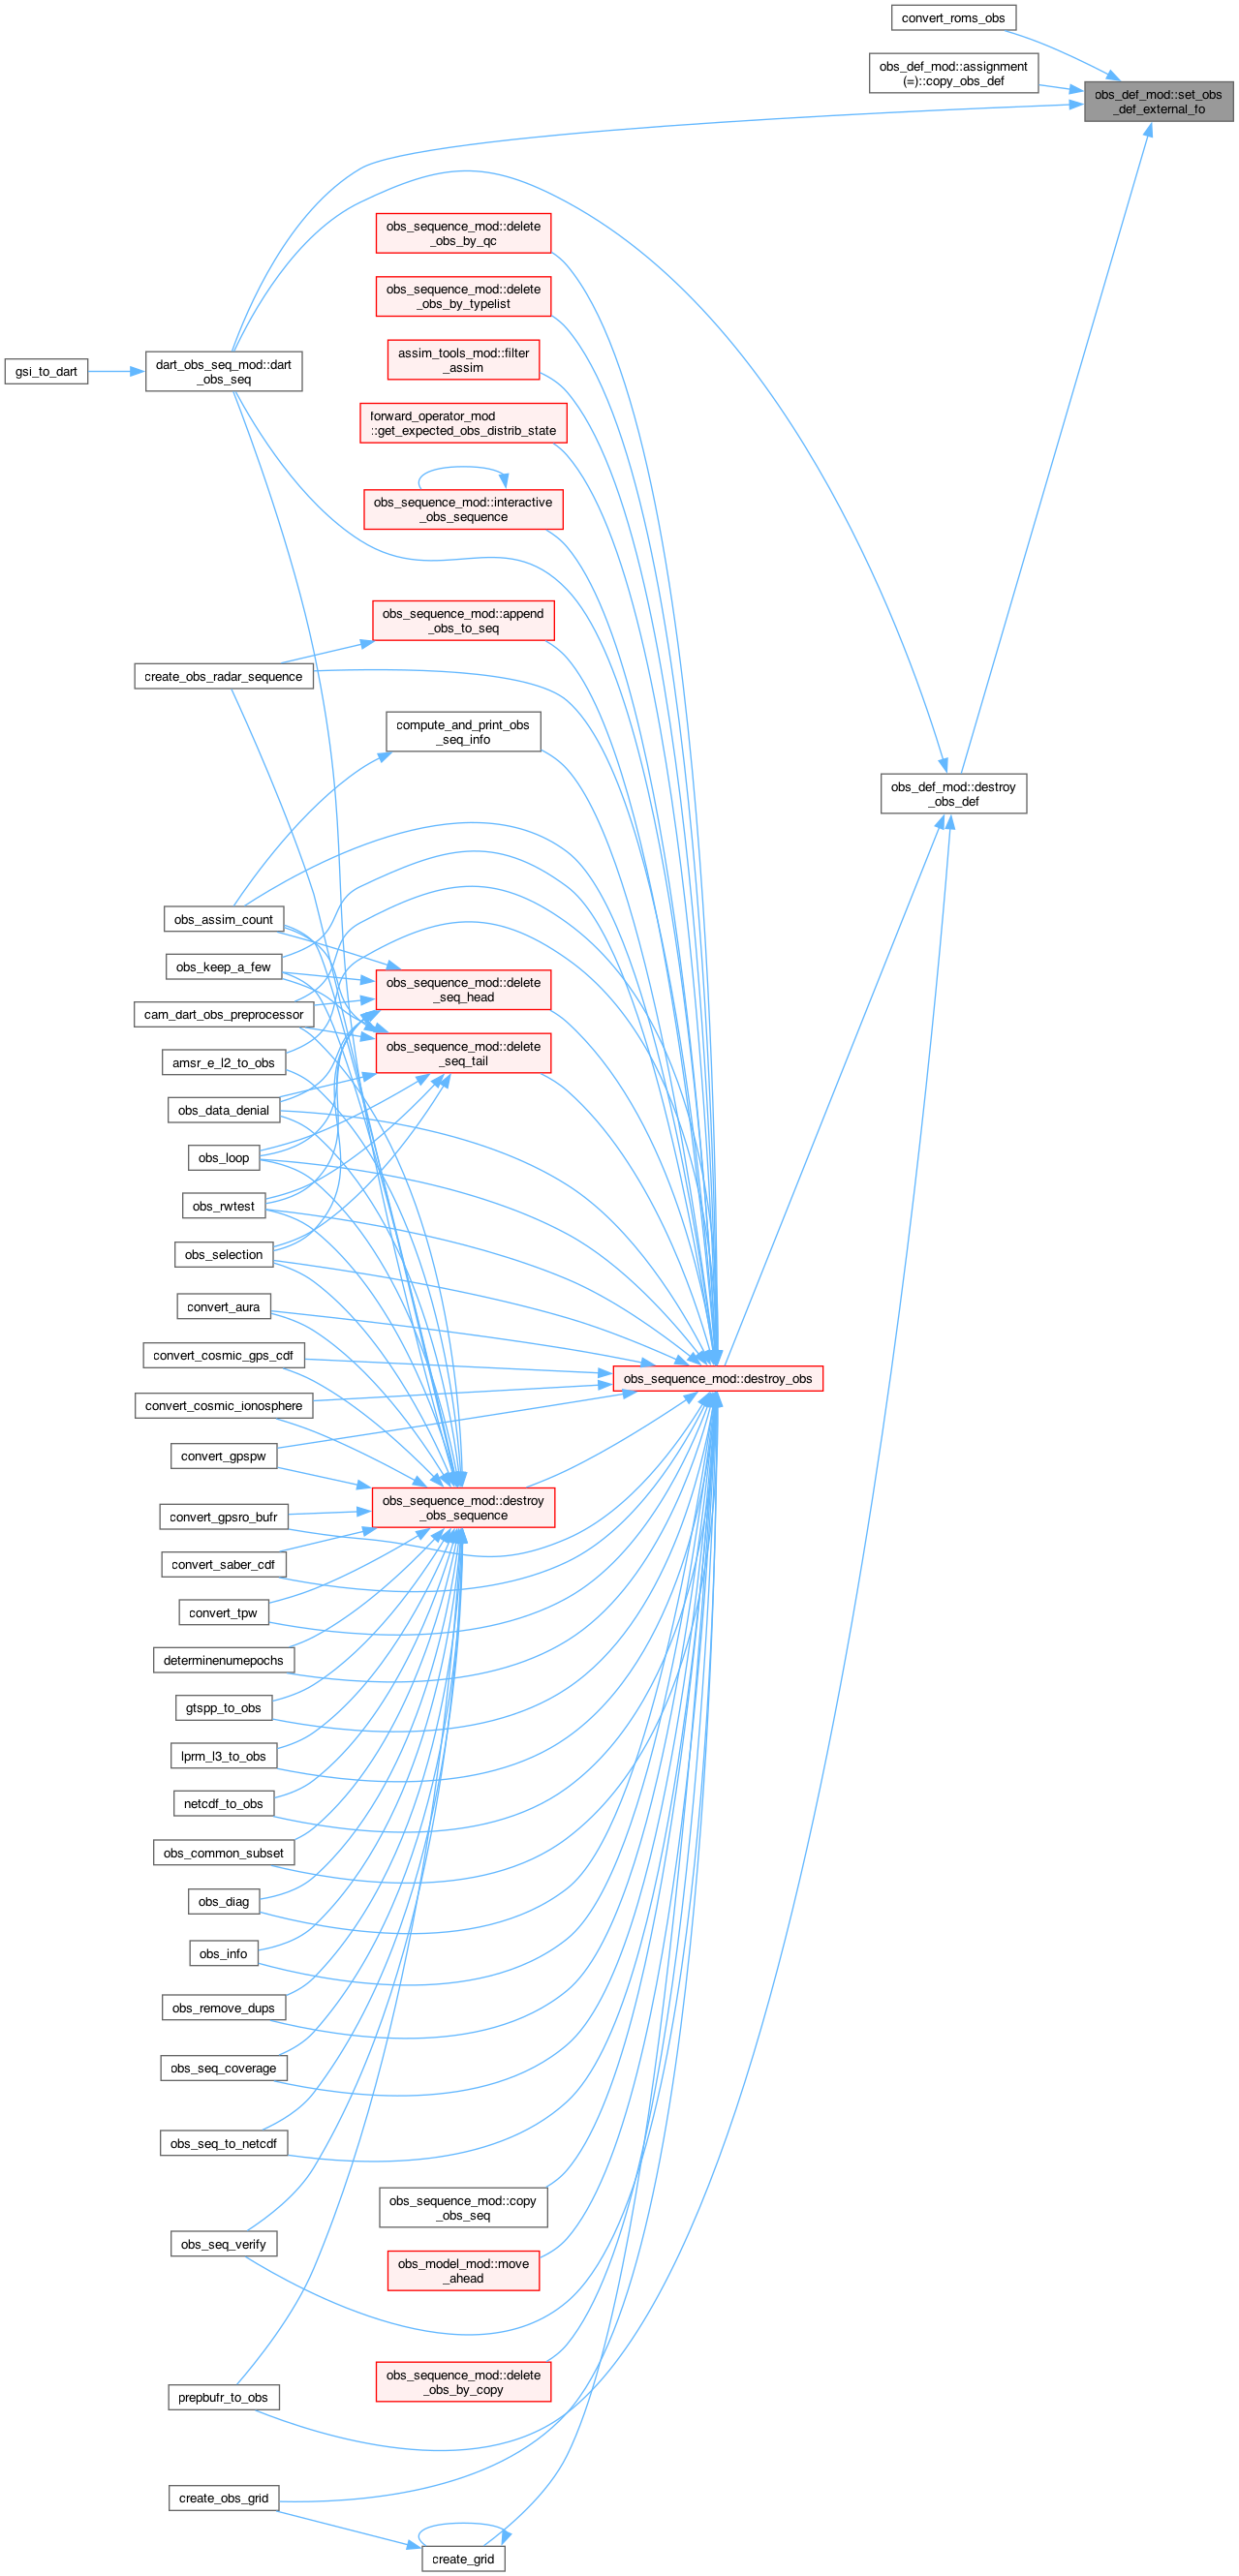 convert_roms_obs
obs_def_mod::assignment
(=)::copy_obs_def
obs_def_mod::set_obs
_def_external_fo
obs_sequence_mod::delete
_obs_by_qc
obs_sequence_mod::delete
_obs_by_typelist
assim_tools_mod::filter
_assim
gsi_to_dart
dart_obs_seq_mod::dart
_obs_seq
forward_operator_mod
::get_expected_obs_distrib_state
obs_sequence_mod::interactive
_obs_sequence
obs_sequence_mod::append
_obs_to_seq
create_obs_radar_sequence
compute_and_print_obs
_seq_info
obs_def_mod::destroy
_obs_def
obs_assim_count
obs_keep_a_few
obs_sequence_mod::delete
_seq_head
cam_dart_obs_preprocessor
obs_sequence_mod::delete
_seq_tail
amsr_e_l2_to_obs
obs_data_denial
obs_loop
obs_rwtest
obs_selection
convert_aura
convert_cosmic_gps_cdf
obs_sequence_mod::destroy_obs
convert_cosmic_ionosphere
convert_gpspw
obs_sequence_mod::destroy
_obs_sequence
convert_gpsro_bufr
convert_saber_cdf
convert_tpw
determinenumepochs
gtspp_to_obs
lprm_l3_to_obs
netcdf_to_obs
obs_common_subset
obs_diag
obs_info
obs_remove_dups
obs_seq_coverage
obs_seq_to_netcdf
obs_sequence_mod::copy
_obs_seq
obs_seq_verify
obs_model_mod::move
_ahead
obs_sequence_mod::delete
_obs_by_copy
prepbufr_to_obs
create_obs_grid
create_grid